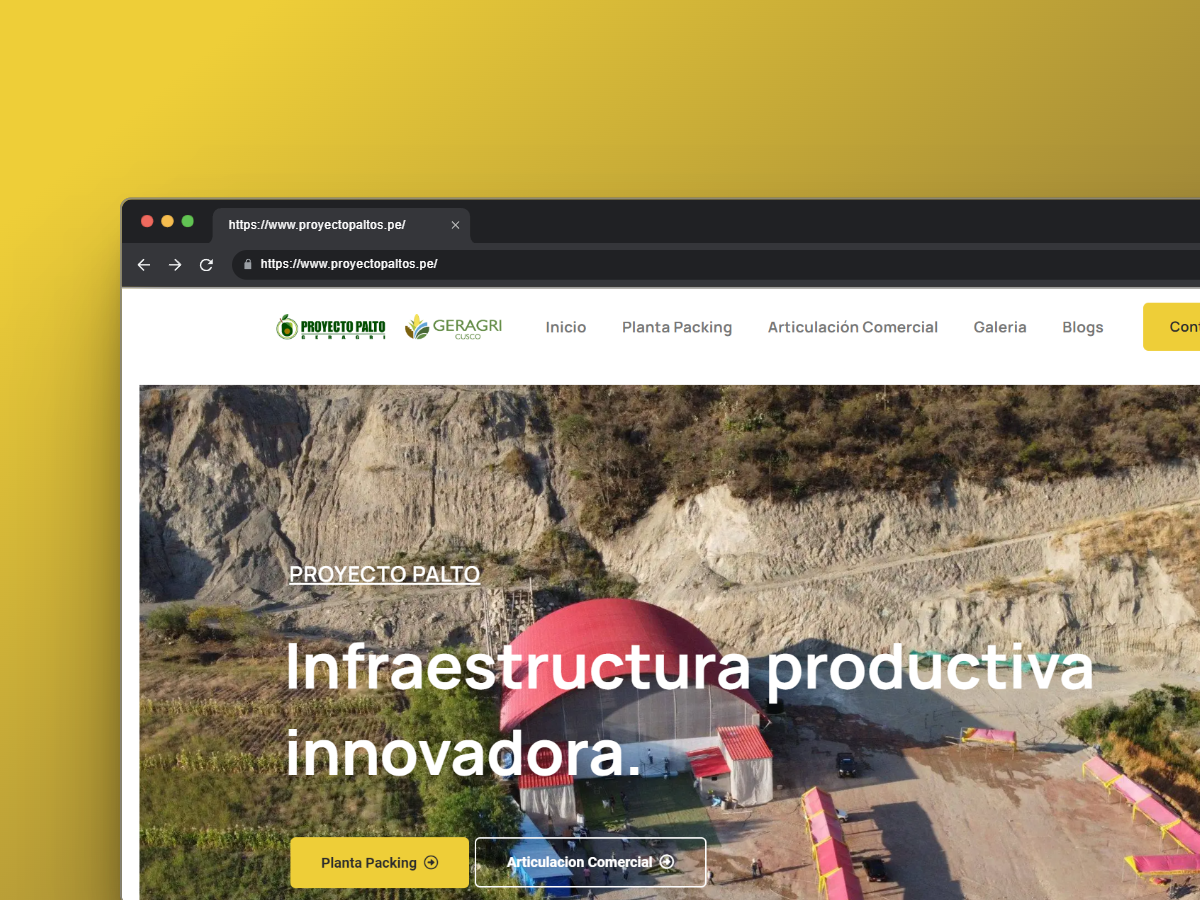 https://www.proyectopaltos.pe/
https://www.proyectopaltos.pe/
PROYECTO PALTO
GERAGRI
GERAGRI
CUSCO
Inicio
Planta Packing
Articulación Comercial
Galeria
Blogs
PROYECTO PALTO
Infraestructura productiva
innovadora.
Planta Packing
Articulacion Comercial